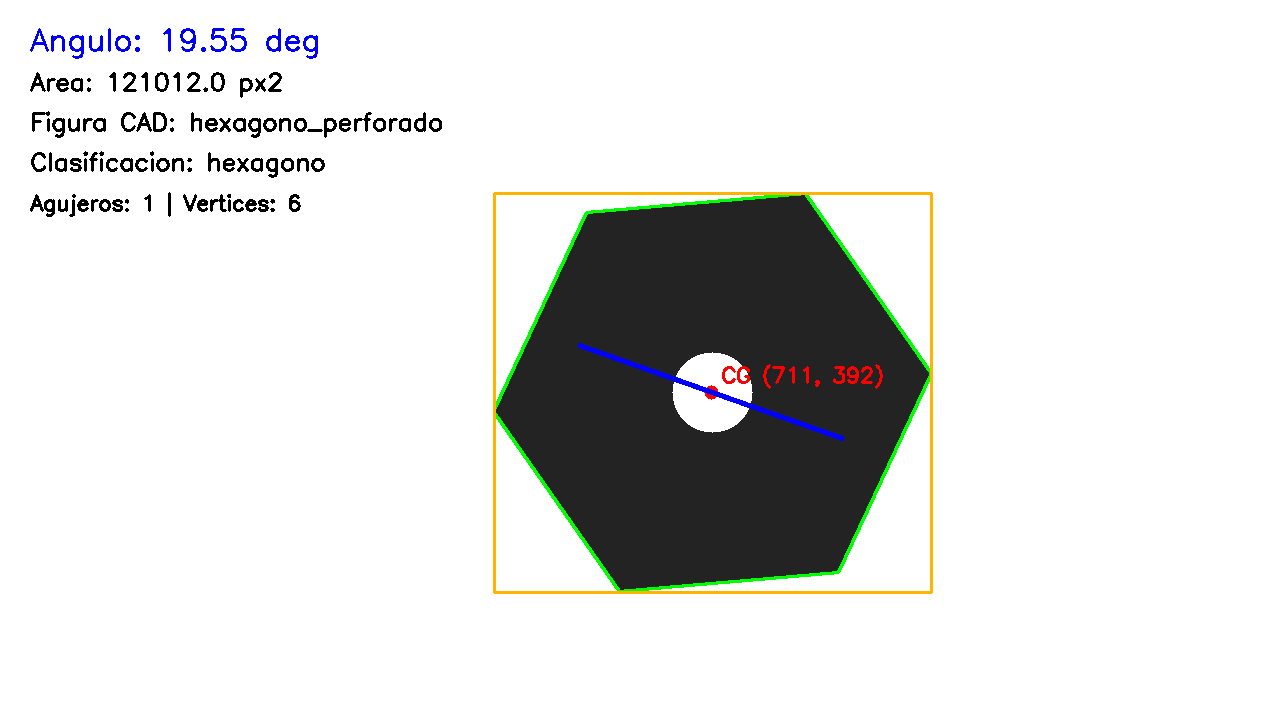 Angulo: 19.55 deg
Area: 121012.0 px2
Figura CAD: hexagono_perforado
Clasificacion: hexagono
Agujeros: 1 | Vertices: 6
CG (711, 392)